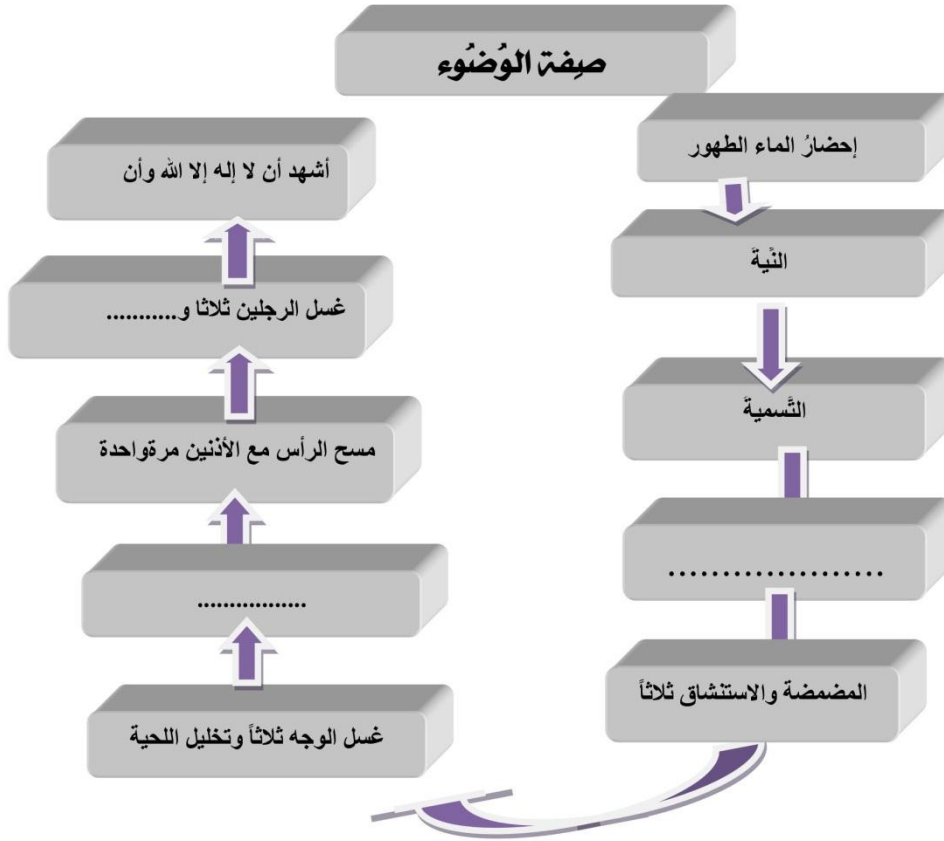 صِفة الوُضُوء
إحضارُ الماء الطهور
النِّية
التَّسمية
....................
المضمضة والاستنشاق ثلاثاً
غسل الوجه ثلاثاً وتخليل اللحية
.................
مسح الرأس مع الأذنين مرةواحدة
غسل الرجلين ثلاثا و...........
أشهد أن لا إله إلا الله وأن